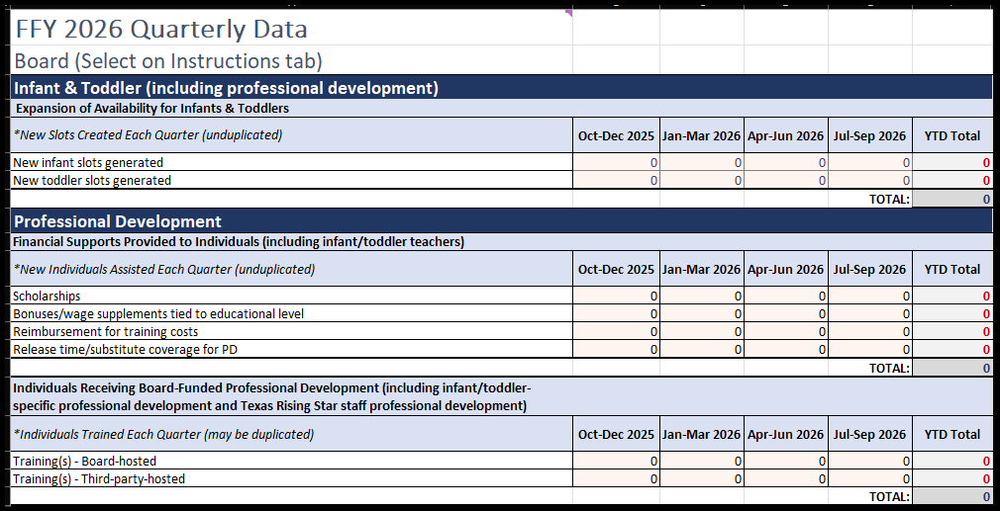 FFY 2026 Quarterly Data
Board (Select on Instructions tab)
Infant & Toddler (including professional development)
Expansion of Availability for Infants & Toddlers
*New Slots Created Each Quarter (unduplicated) Oct-Dec 2025 Jan-Mar 2026 Apr-Jun 2026 Jul-Sep 2026 YTD Total
New infant slots generated 0 0 0 0 0
New toddler slots generated 0 0 0 0 0
TOTAL: 0
Professional Development
Financial Supports Provided to Individuals (including infant/toddler teachers)
*New Individuals Assisted Each Quarter (unduplicated) Oct-Dec 2025 Jan-Mar 2026 Apr-Jun 2026 Jul-Sep 2026 YTD Total
Scholarships 0 0 0 0 0
Bonuses/wage supplements tied to educational level 0 0 0 0 0
Reimbursement for training costs 0 0 0 0 0
Release time/substitute coverage for PD 0 0 0 0 0
TOTAL: 0
Individuals Receiving Board-Funded Professional Development (including infant/toddler-
specific professional development and Texas Rising Star staff professional development)
*Individuals Trained Each Quarter (may be duplicated) Oct-Dec 2025 Jan-Mar 2026 Apr-Jun 2026 Jul-Sep 2026 YTD Total
Training(s) - Board-hosted 0 0 0 0 0
Training(s) - Third-party-hosted 0 0 0 0 0
TOTAL: 0